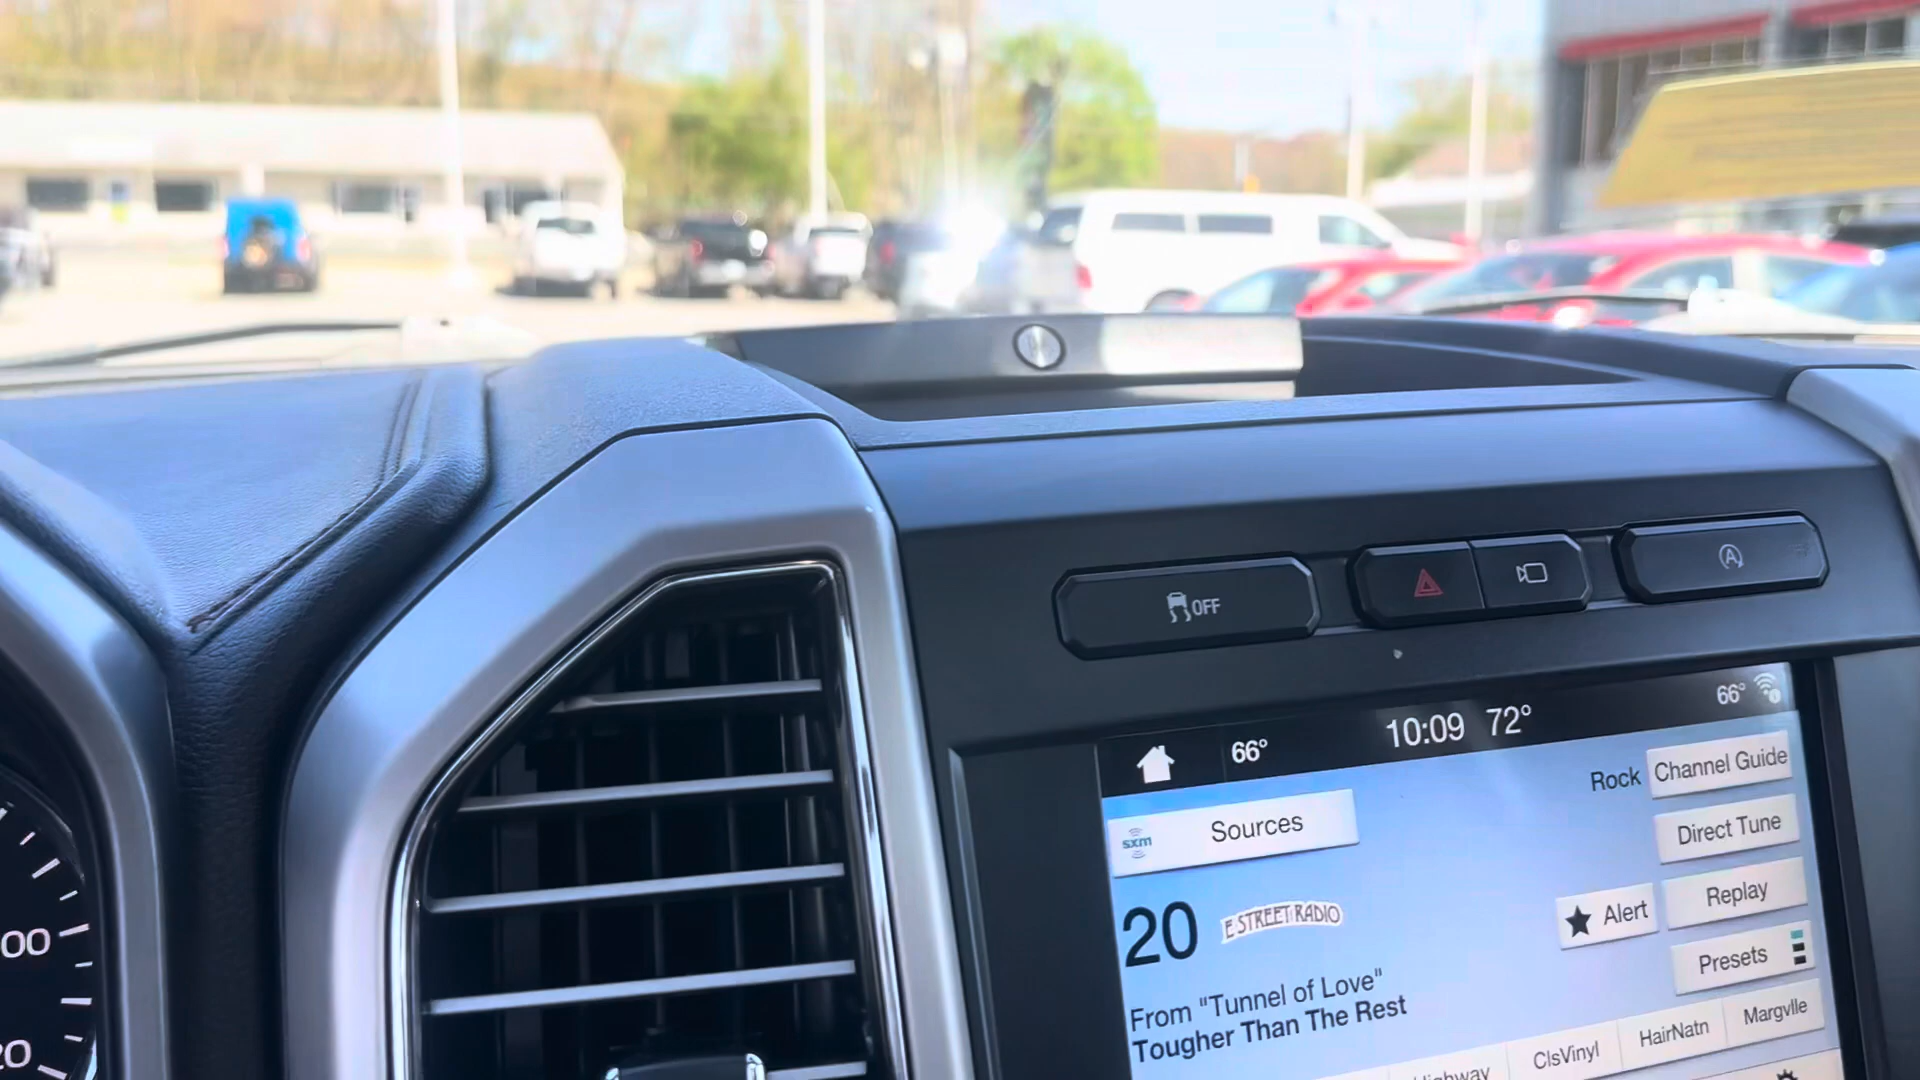 OFF
66°
10:09
72°
66°
Rock
Channel Guide
sxm
Sources
Direct Tune
20
E STREET RADIO
Alert
Replay
Presets
From "Tunnel of Love"
Tougher Than The Rest
Highway
ClsVinyl
HairNatn
Margvlle
00
20